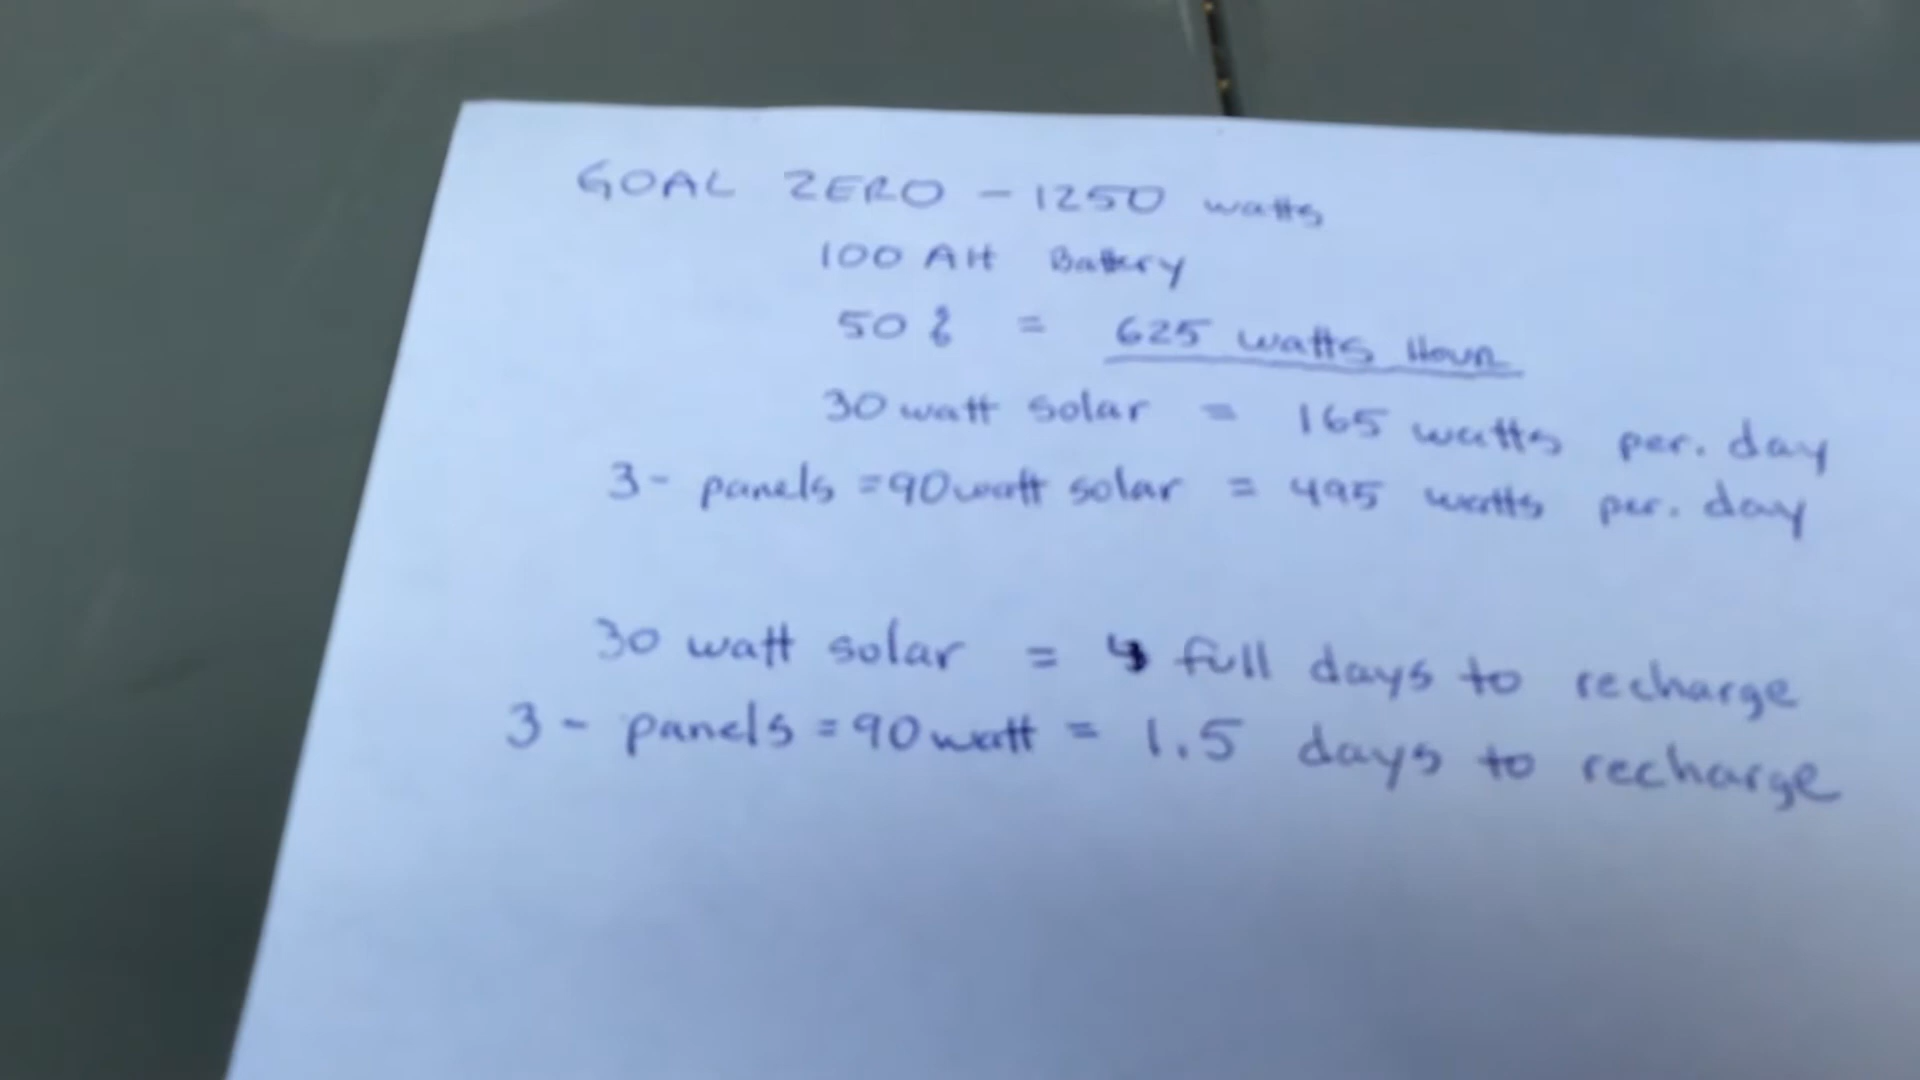 GOAL ZERO - 1250 watts
100 AH Battery
50 % = 625 watts Hour
30 watt solar = 165 watts per. day
3 - panels = 90 watt solar = 495 watts per. day
30 watt solar = 4 full days to recharge
3 - panels = 90 watt = 1.5 days to recharge